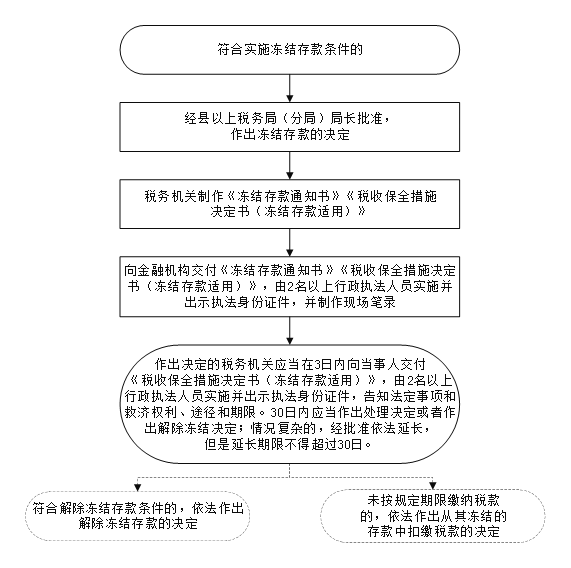 符合实施冻结存款条件的
经县以上税务局（分局）局长批准，
作出冻结存款的决定
税务机关制作《冻结存款通知书》《税收保全措施
决定书（冻结存款适用）》
向金融机构交付《冻结存款通知书》《税收保全措施决定
书（冻结存款适用）》，由2名以上行政执法人员实施并
出示执法身份证件，并制作现场笔录
作出决定的税务机关应当在3日内向当事人交付
《税收保全措施决定书（冻结存款适用）》，由2名以上
行政执法人员实施并出示执法身份证件，告知法定事项和
救济权利、途径和期限。30日内应当作出处理决定或者作
出解除冻结决定；情况复杂的，经批准依法延长，
但是延长期限不得超过30日。
符合解除冻结存款条件的，依法作出
解除冻结存款的决定
未按规定期限缴纳税款
的，依法作出从其冻结的
存款中扣缴税款的决定